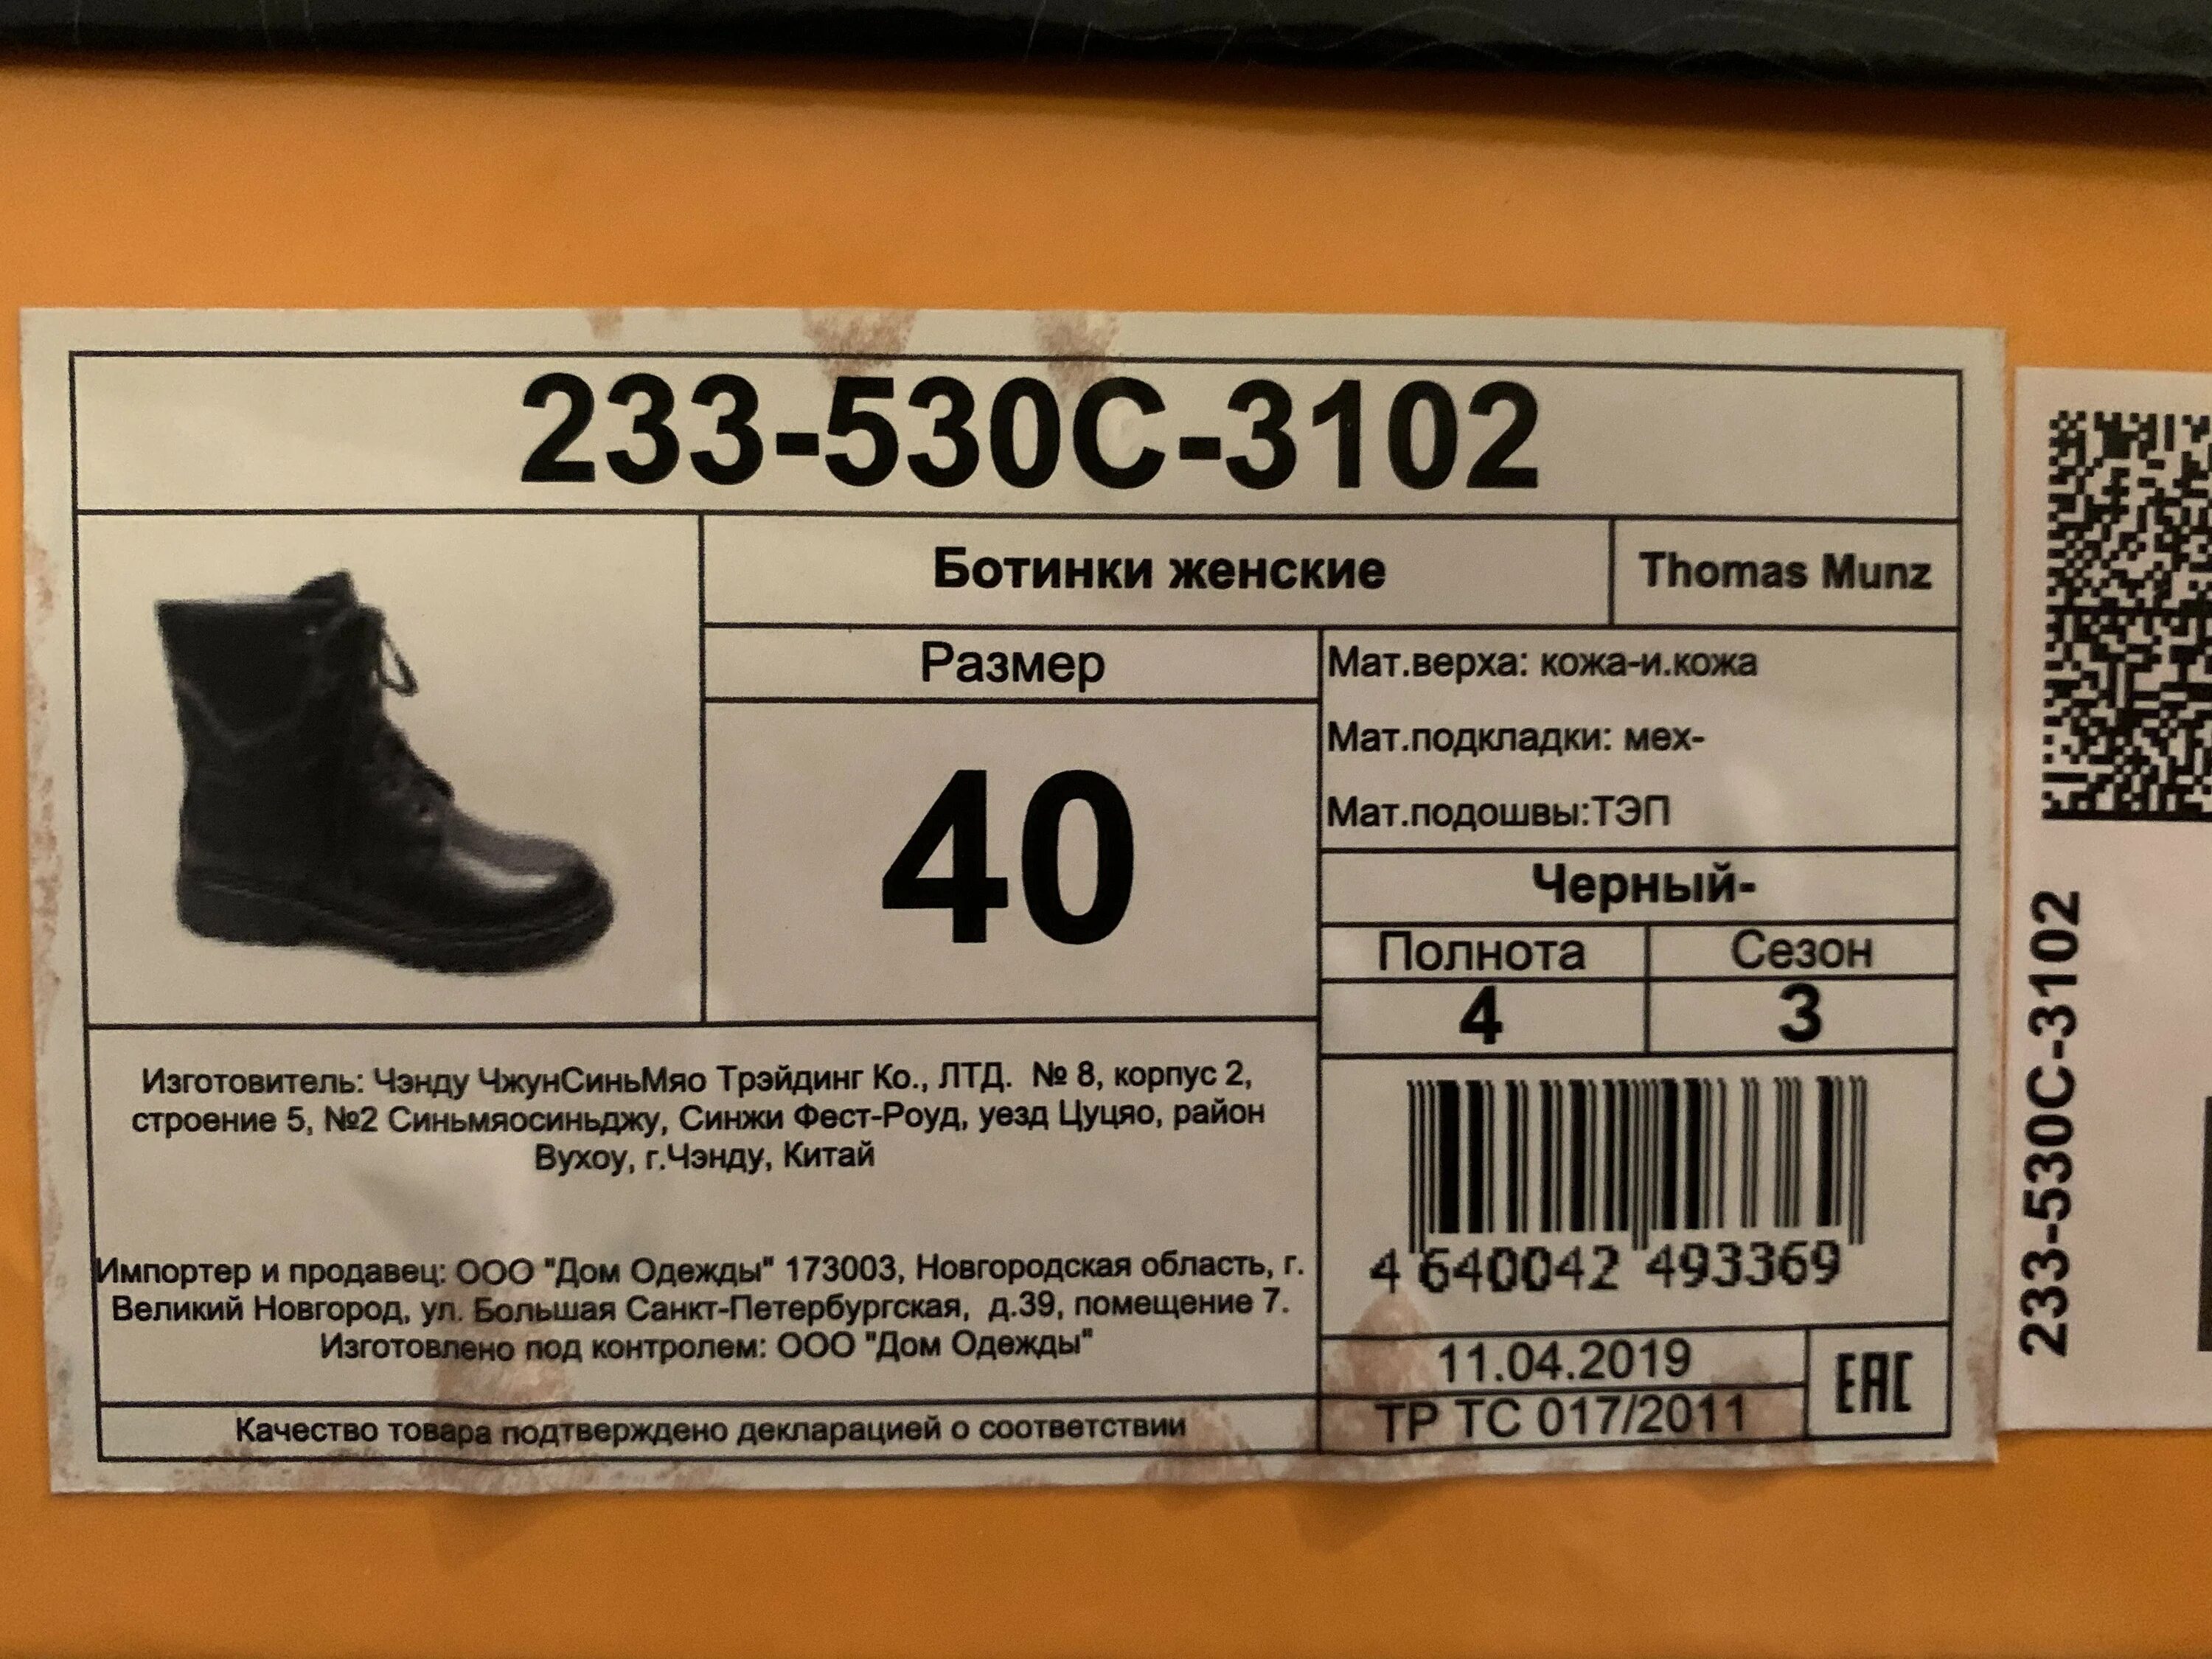 233-530C-3102
Ботинки женские
Thomas Munz
Размер
40
Мат.верха: кожа-и.кожа
Мат.подкладки: мех-
Мат.подошвы:ТЭП
Черный-
Полнота
Сезон
4
3
Изготовитель: Чэнду ЧжунСиньМяо Трэйдинг Ко., ЛТД. № 8, корпус 2,
строение 5, №2 Синьмяосиньджу, Синжи Фест-Роуд, уезд Цуцяо, район
Вухоу, г.Чэнду, Китай
Импортер и продавец: ООО "Дом Одежды" 173003, Новгородская область, г.
Великий Новгород, ул. Большая Санкт-Петербургская, д.39, помещение 7.
Изготовлено под контролем: ООО "Дом Одежды"
Качество товара подтверждено декларацией о соответствии
4 640042 493369
11.04.2019
ТР ТС 017/2011
EAC
233-530C-3102